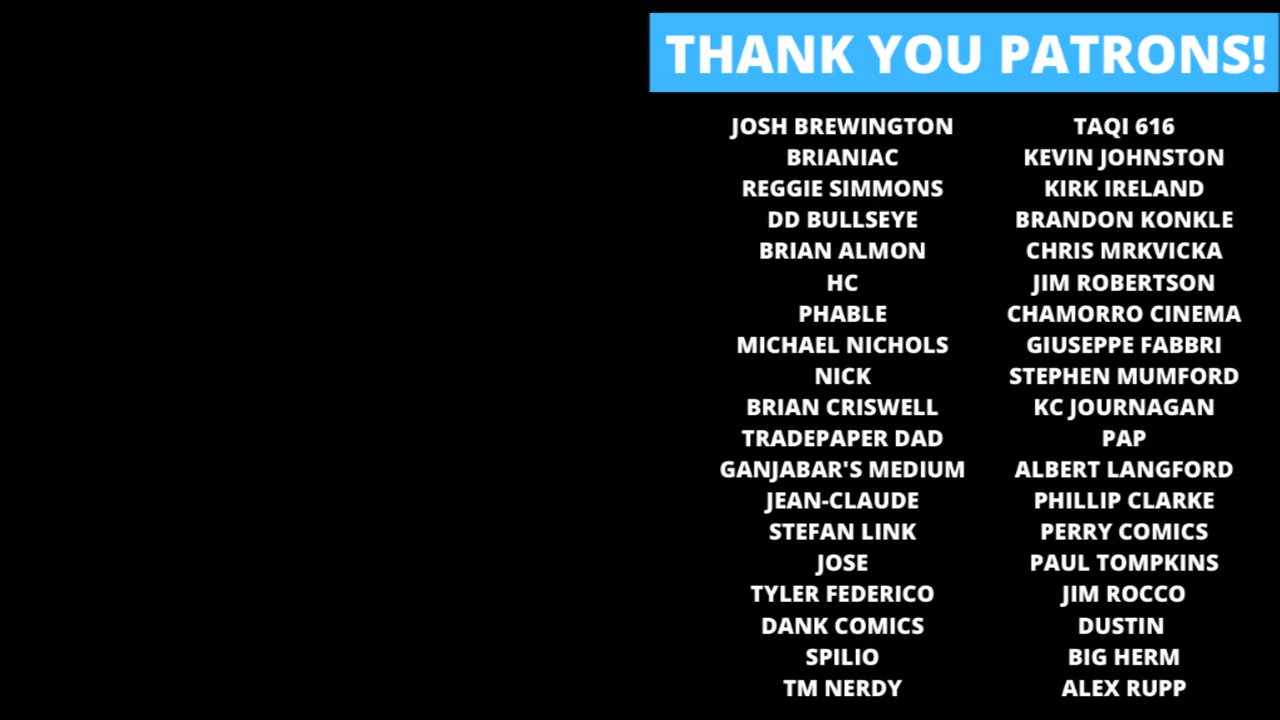 THANK YOU PATRONS!
JOSH BREWINGTON
BRIANIAC
REGGIE SIMMONS
DD BULLSEYE
BRIAN ALMON
HC
PHABLE
MICHAEL NICHOLS
NICK
BRIAN CRISWELL
TRADEPAPER DAD
GANJABAR'S MEDIUM
JEAN-CLAUDE
STEFAN LINK
JOSE
TYLER FEDERICO
DANK COMICS
SPILIO
TM NERDY
TAQI 616
KEVIN JOHNSTON
KIRK IRELAND
BRANDON KONKLE
CHRIS MRKVICKA
JIM ROBERTSON
CHAMORRO CINEMA
GIUSEPPE FABBRI
STEPHEN MUMFORD
KC JOURNAGAN
PAP
ALBERT LANGFORD
PHILLIP CLARKE
PERRY COMICS
PAUL TOMPKINS
JIM ROCCO
DUSTIN
BIG HERM
ALEX RUPP